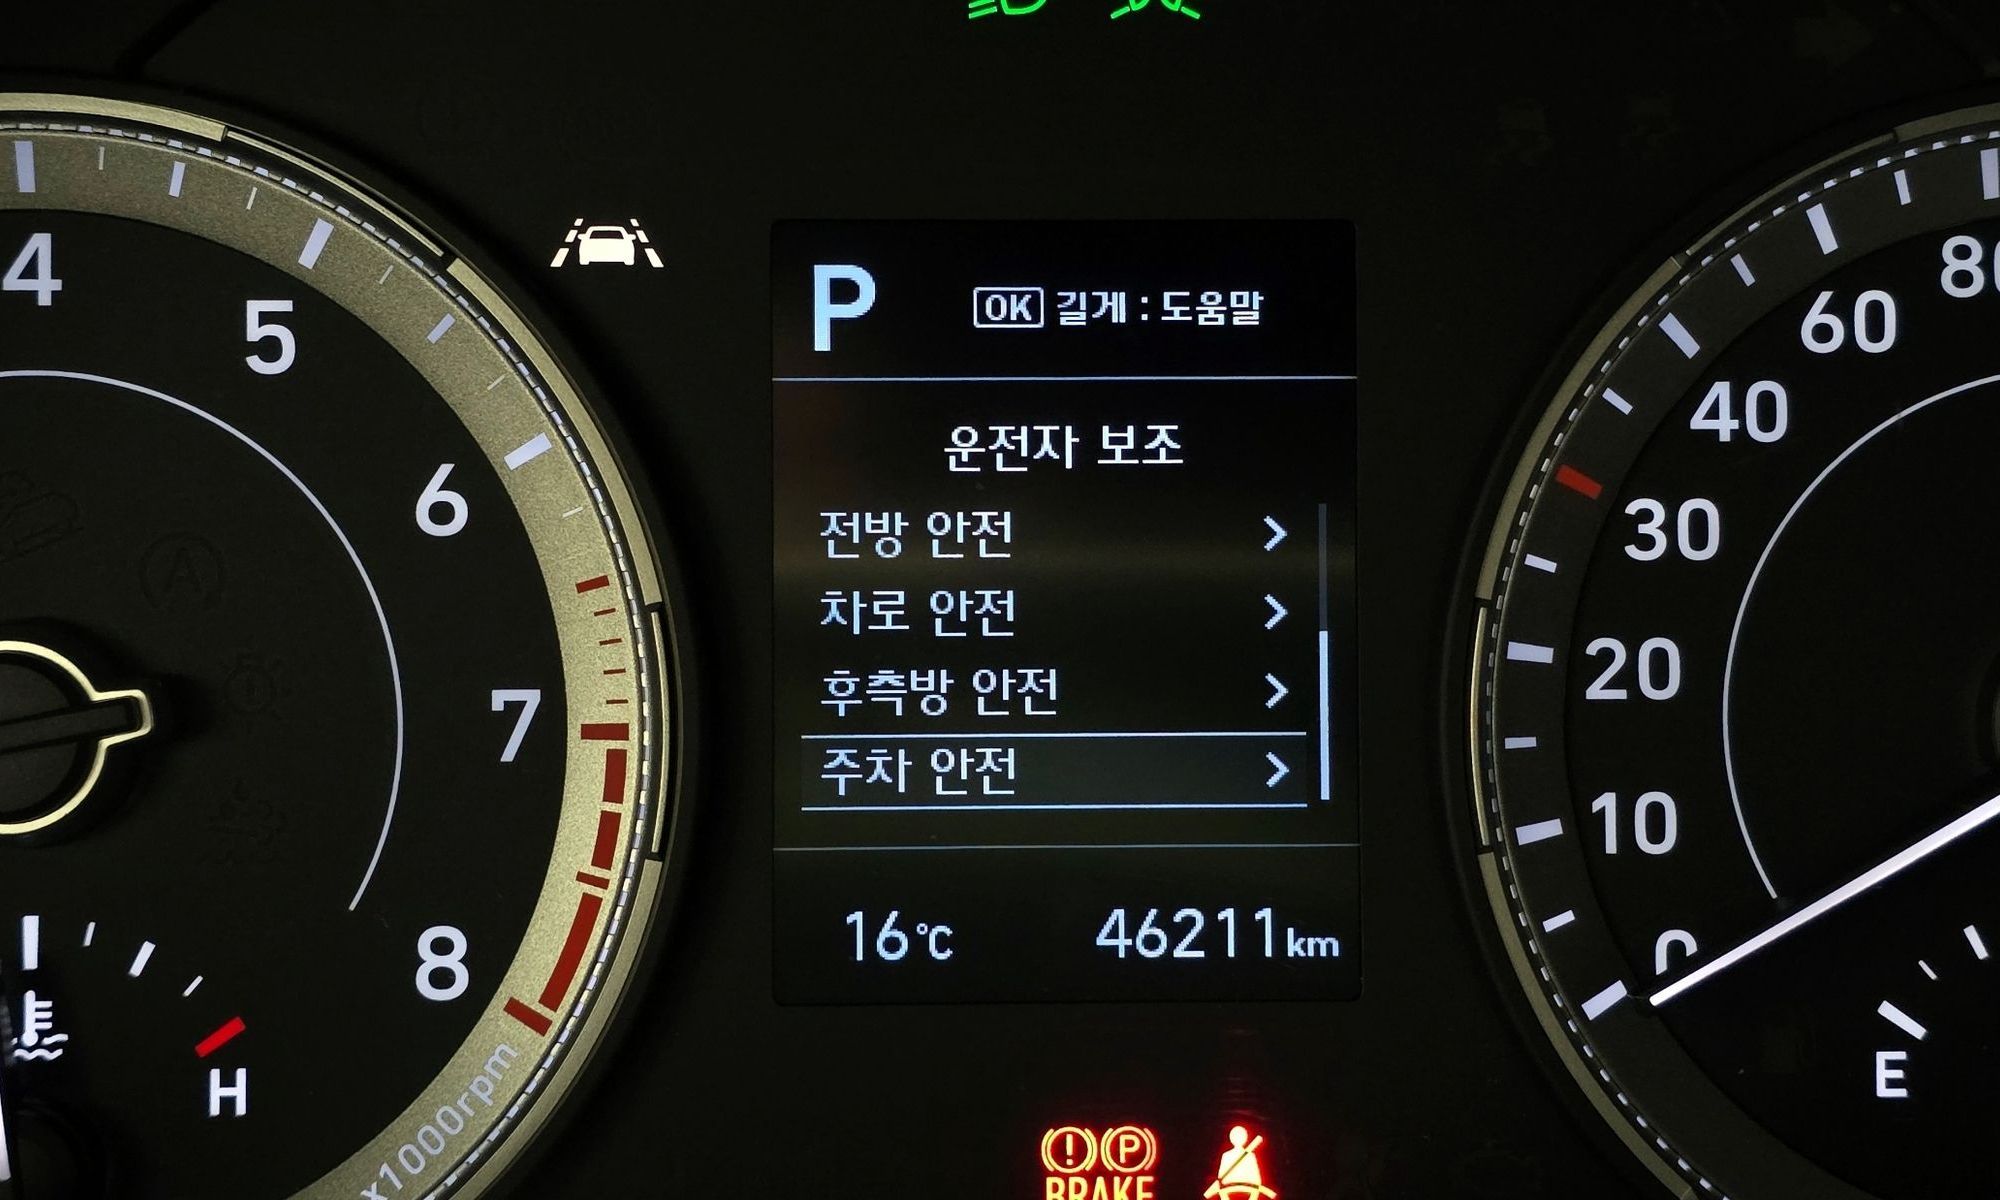 4
5
6
7
8
x1000rpm
H
P
OK 길게 : 도움말
운전자 보조
전방 안전
차로 안전
후측방 안전
주차 안전
16℃ 46211km
P
BRAKE
80
60
40
30
20
10
0
E